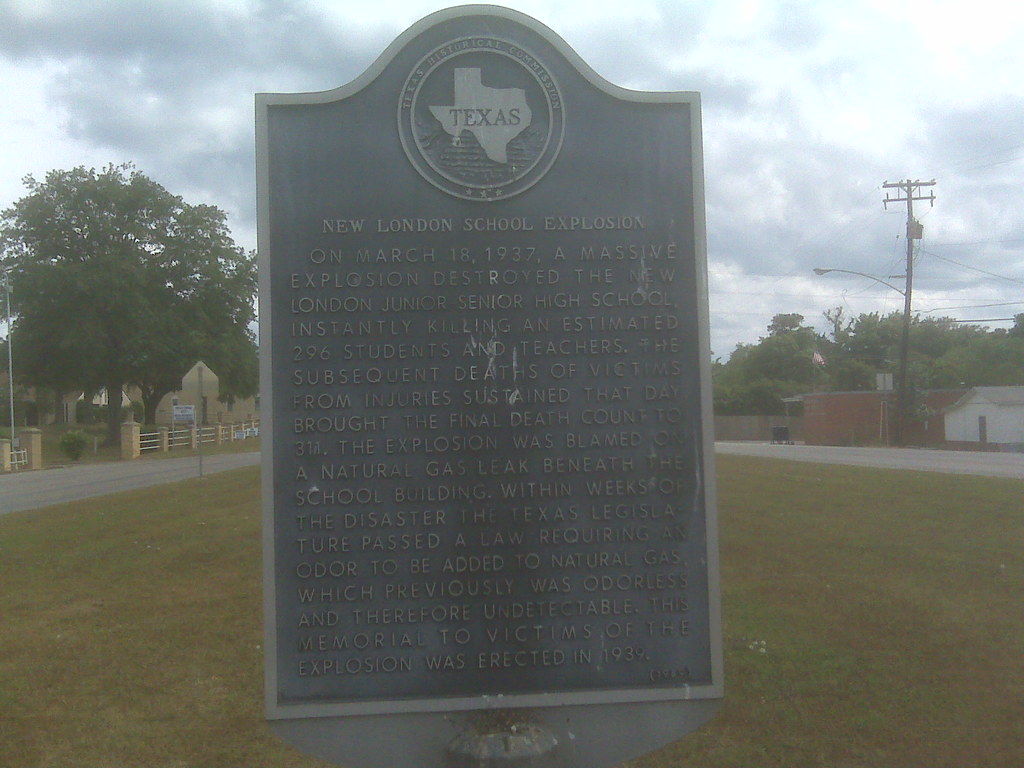 TEXAS HISTORICAL COMMISSION
TEXAS
NEW LONDON SCHOOL EXPLOSION
ON MARCH 18, 1937, A MASSIVE
EXPLOSION DESTROYED THE NEW
LONDON JUNIOR SENIOR HIGH SCHOOL,
INSTANTLY KILLING AN ESTIMATED
296 STUDENTS AND TEACHERS. THE
SUBSEQUENT DEATHS OF VICTIMS
FROM INJURIES SUSTAINED THAT DAY
BROUGHT THE FINAL DEATH COUNT TO
THE EXPLOSION WAS BLAMED ON
A NATURAL GAS LEAK BENEATH THE
SCHOOL BUILDING. WITHIN WEEKS OF
THE DISASTER THE TEXAS LEGISLA-
TURE PASSED A LAW REQUIRING AN
ODOR TO BE ADDED TO NATURAL GAS,
WHICH PREVIOUSLY WAS ODORLESS
AND THEREFORE UNDETECTABLE. THIS
MEMORIAL TO VICTIMS OF THE
EXPLOSION WAS ERECTED IN 1939.